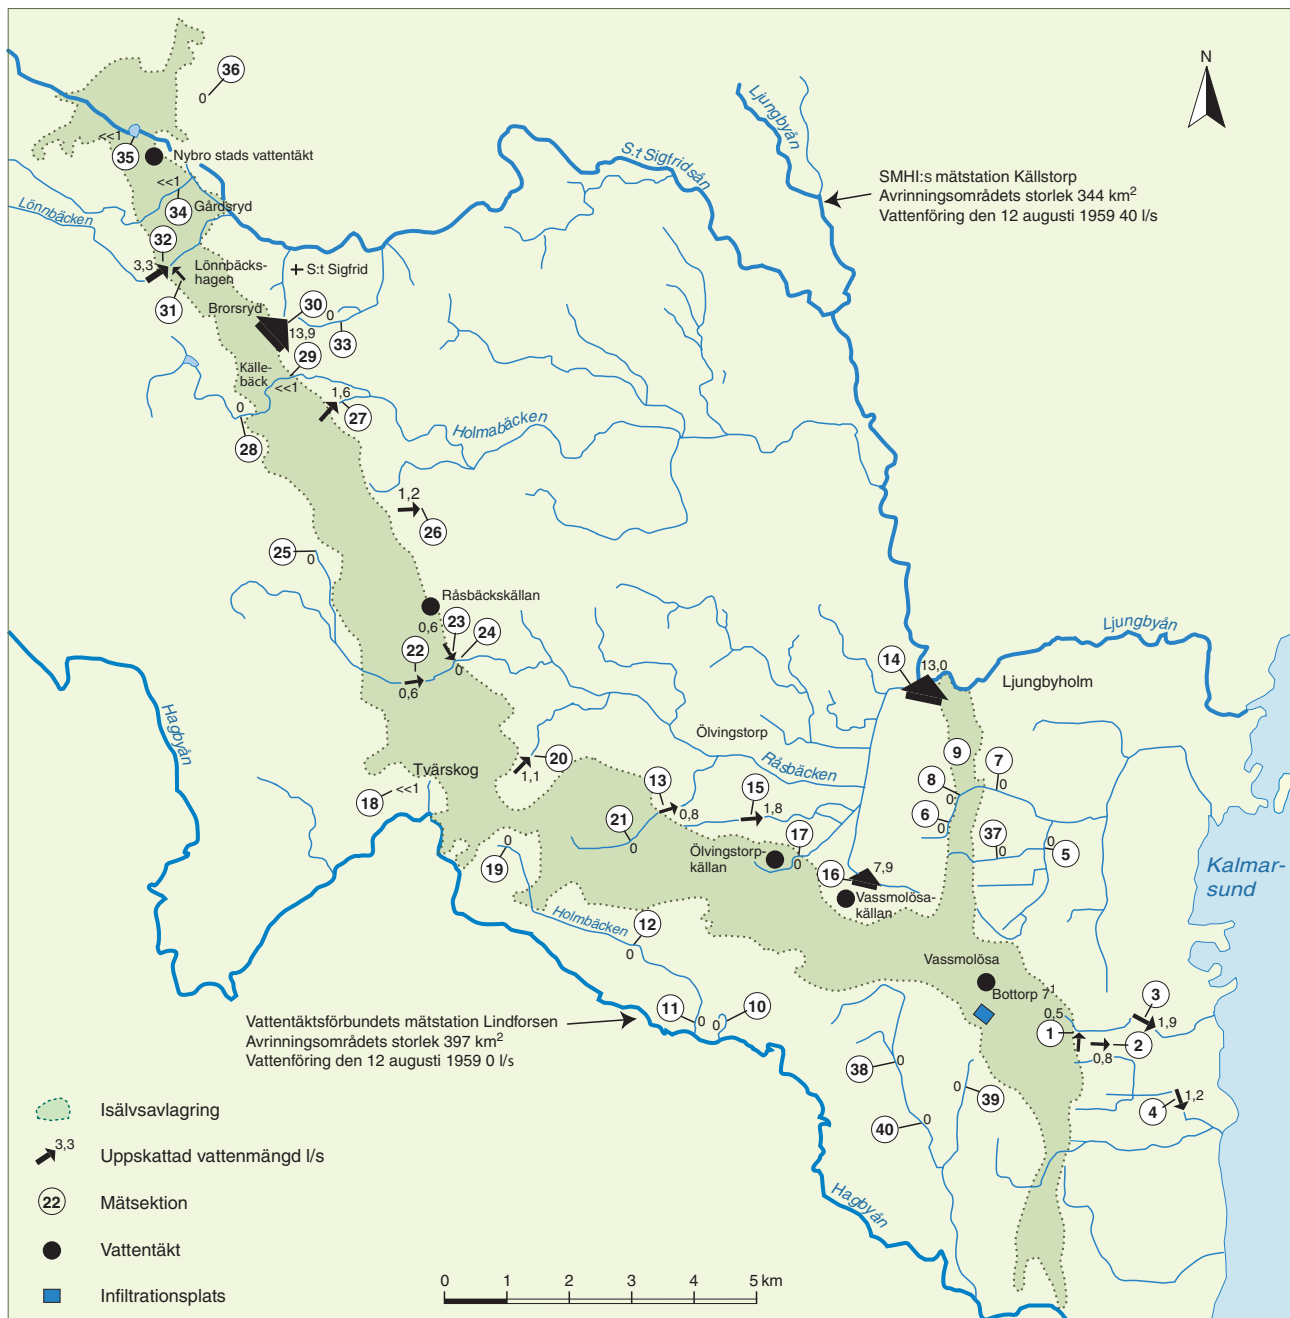 36
0
N
Ljungbyån
<<1
35
Nybro stads vattentäkt
S:t Sigfridsån
SMHI:s mätstation Källstorp
Avrinningsområdets storlek 344 km²
Vattenföring den 12 augusti 1959 40 l/s
<<1
34
Gårdsryd
Lönnbäcken
32
3,3
Lönnbäcks-
hagen
S:t Sigfrid
31
Brorsryd
30
0
13,9
33
29
Källe-
bäck
<<1
1,6
27
0
28
Holmabäcken
1,2
26
25
0
Råsbäckskällan
0,6
23
24
22
0
0,6
Ljungbyån
14
13,0
Ljungbyholm
Hagbyån
Ölvingstorp
Råsbäcken
9
7
0
8
0
6
0
20
1,1
Tvärskog
18
<<1
13
0,8
15
1,8
21
0
17
0
Ölvingstorp-
källan
37
0
0
5
19
0
16
7,9
Vassmolösa-
källan
Kalmar-
sund
Holmbäcken
12
0
Vassmolösa
Bottorp 7¹
11
0
0
10
3
1,9
0,5
1
2
0,8
Vattentäktsförbundets mätstation Lindforsen
Avrinningsområdets storlek 397 km²
Vattenföring den 12 augusti 1959 0 l/s
38
0
0
39
40
0
4
1,2
Hagbyån
Isälvsavlagring
3,3
Uppskattad vattenmängd l/s
22
Mätsektion
Vattentäkt
Infiltrationsplats
0 1 2 3 4 5 km